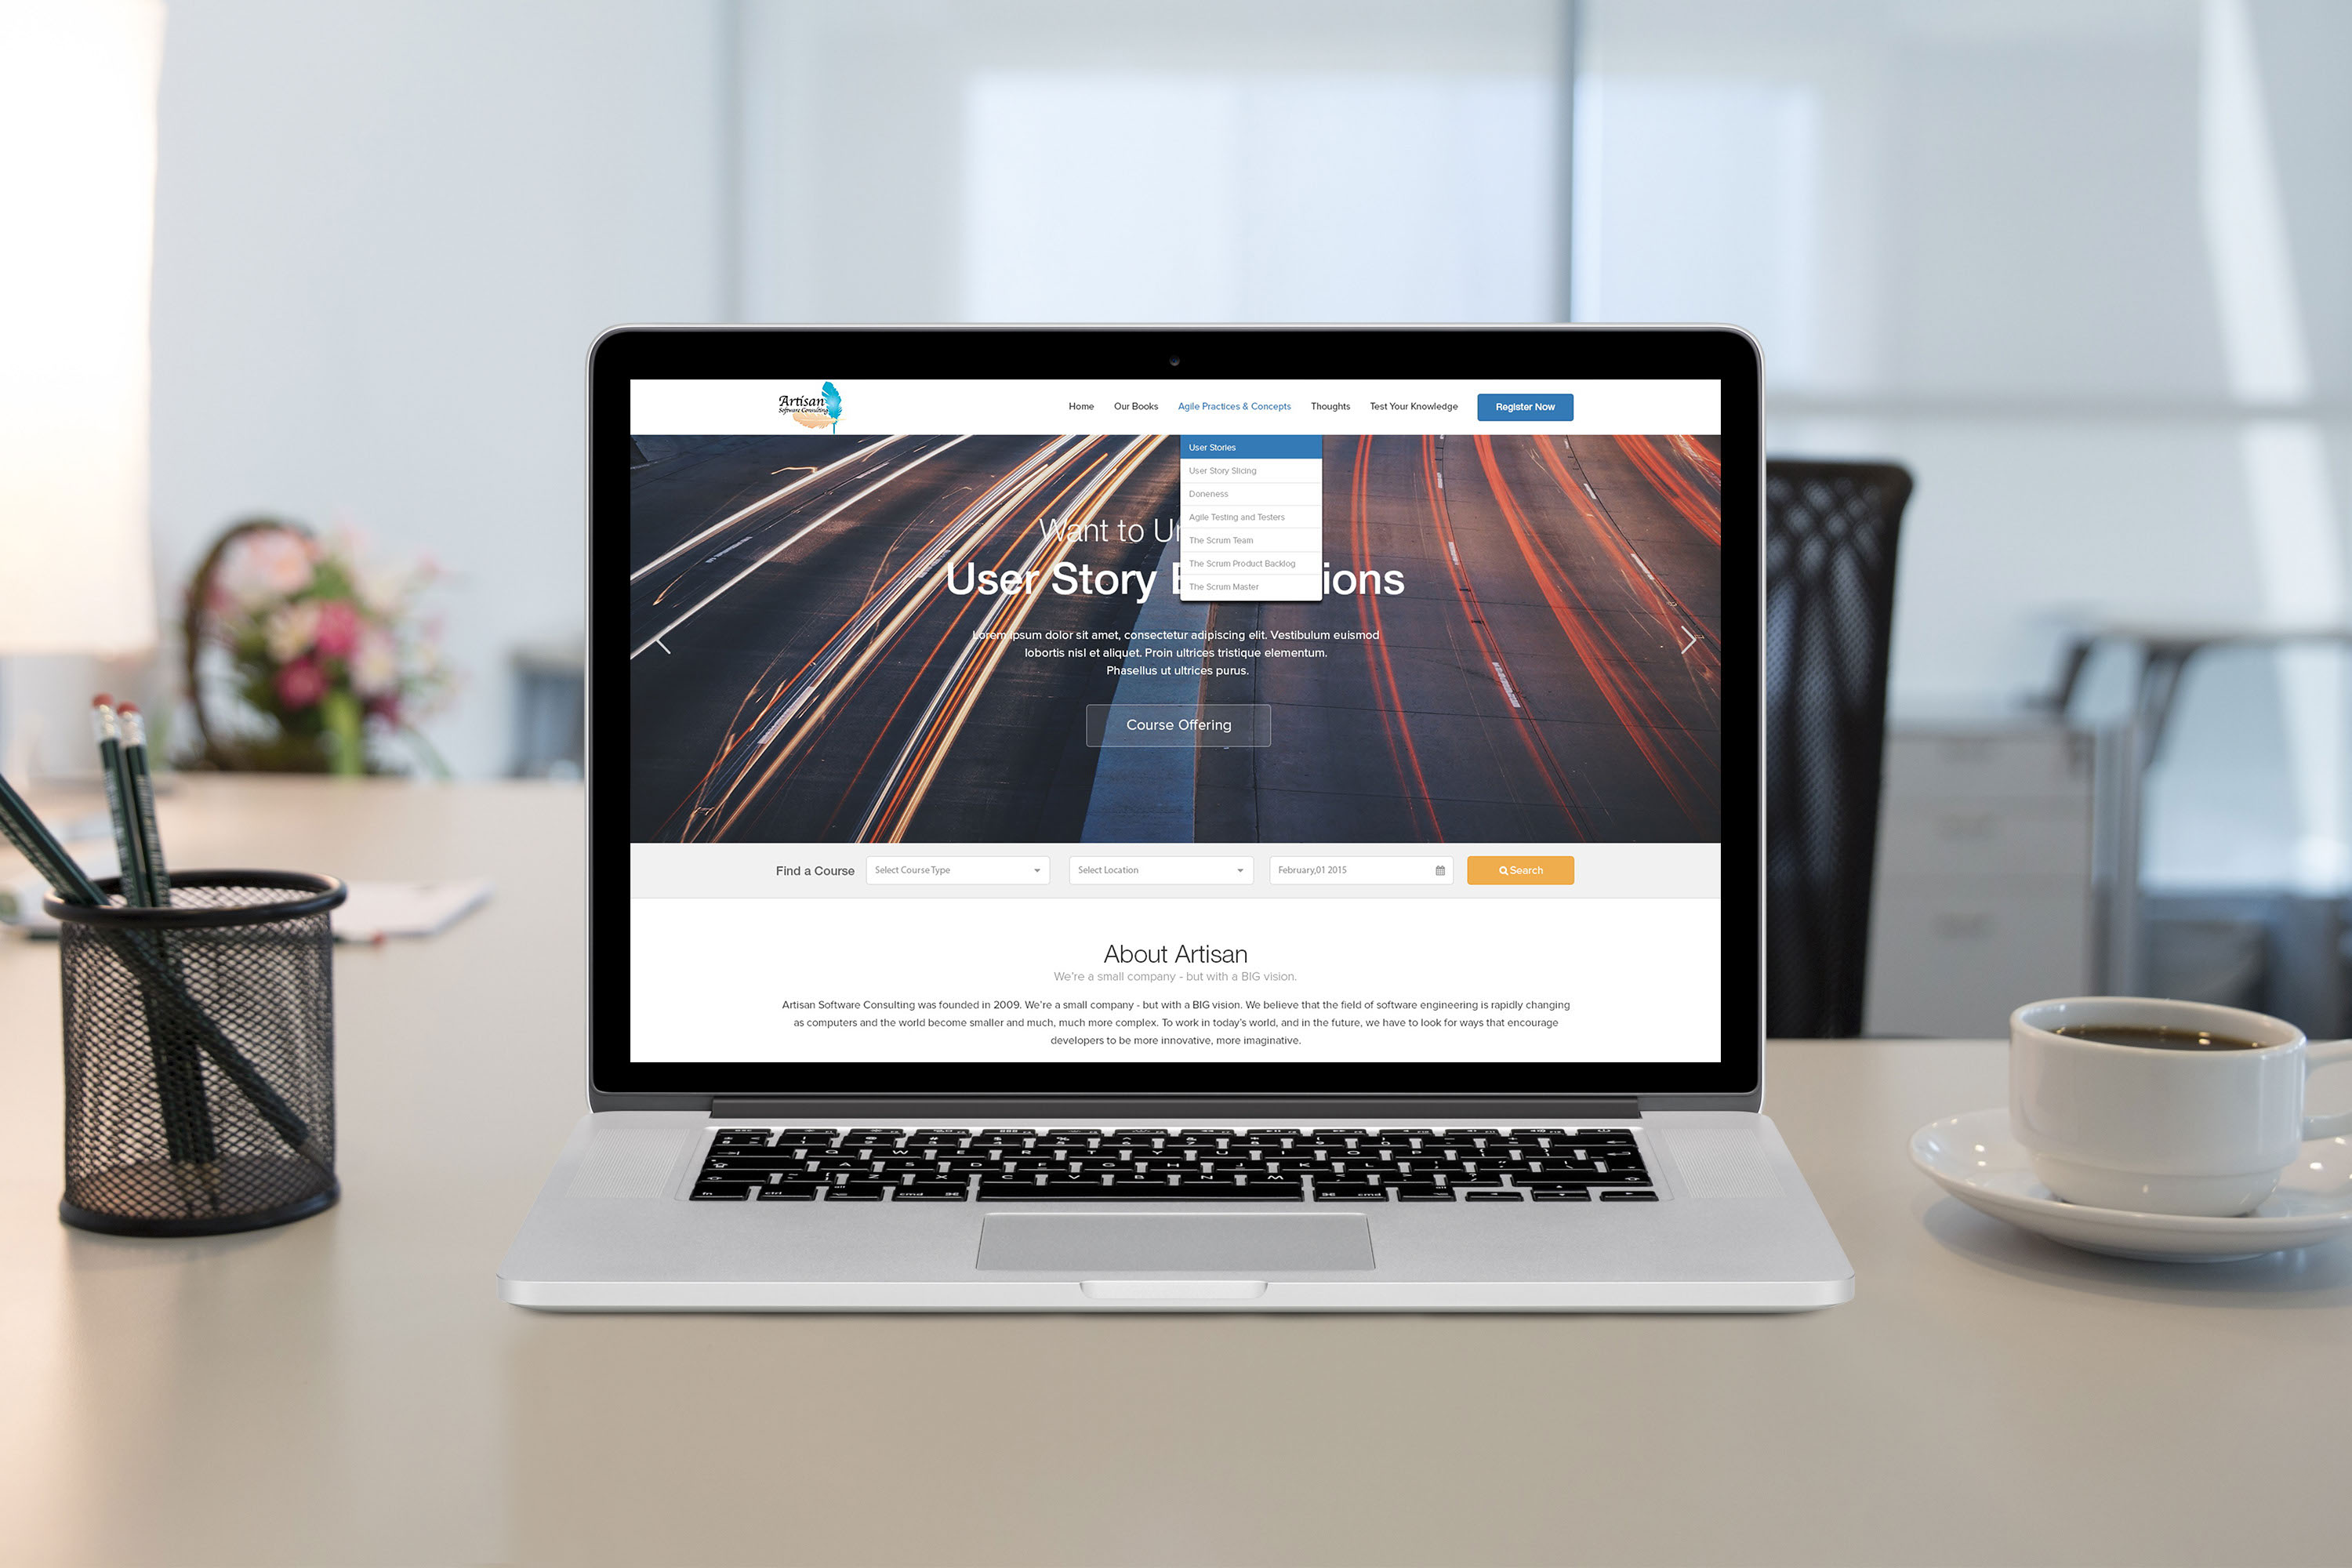 Artisan
Software Consulting
Home
Our Books
Agile Practices & Concepts
Thoughts
Test Your Knowledge
Register Now
User Stories
User Story Slicing
Doneness
Agile Testing and Testers
The Scrum Team
The Scrum Product Backlog
The Scrum Master
Want to
User Story
Lorem ipsum dolor sit amet, consectetur adipiscing elit. Vestibulum euismod
lobortis nisl et aliquet. Proin ultrices tristique elementum.
Phasellus ut ultrices purus.
Course Offering
Find a Course
Select Course Type
Select Location
February,01 2015
Search
About Artisan
We're a small company - but with a BIG vision.
Artisan Software Consulting was founded in 2009. We're a small company - but with a BIG vision. We believe that the field of software engineering is rapidly changing
as computers and the world become smaller and much, much more complex. To work in today's world, and in the future, we have to look for ways that encourage
developers to be more innovative, more imaginative.
Q W E R T Y U I O P
A S D F G H J K L
Z X C V B N M
fn ctrl cmd cmd